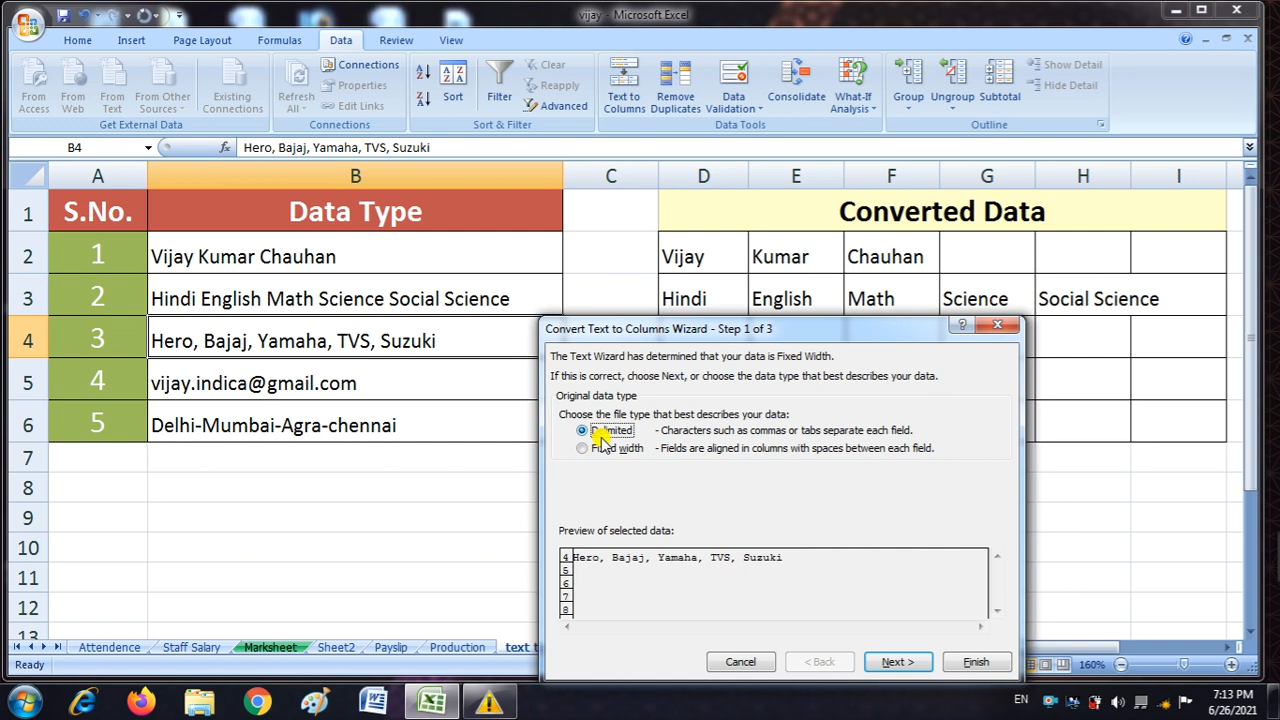 vijay - Microsoft Excel
Home Insert Page Layout Formulas Data Review View
From Access
From Web
From Text
From Other Sources
Existing Connections
Get External Data
Refresh All
Connections
Properties
Edit Links
Connections
Sort
Filter
Clear
Reapply
Advanced
Sort & Filter
Text to Columns
Remove Duplicates
Data Validation
Consolidate
What-If Analysis
Data Tools
Group
Ungroup
Subtotal
Show Detail
Hide Detail
Outline
B4 fx Hero, Bajaj, Yamaha, TVS, Suzuki
A B C D E F G H I
1 S.No. Data Type Converted Data
2 1 Vijay Kumar Chauhan Vijay Kumar Chauhan
3 2 Hindi English Math Science Social Science Hindi English Math Science Social Science
4 3 Hero, Bajaj, Yamaha, TVS, Suzuki
5 4 vijay.indica@gmail.com
6 5 Delhi-Mumbai-Agra-chennai
7
8
9
10
11
12
13
Convert Text to Columns Wizard - Step 1 of 3
The Text Wizard has determined that your data is Fixed Width.
If this is correct, choose Next, or choose the data type that best describes your data.
Original data type
Choose the file type that best describes your data:
Delimited - Characters such as commas or tabs separate each field.
Fixed width - Fields are aligned in columns with spaces between each field.
Preview of selected data:
4 Hero, Bajaj, Yamaha, TVS, Suzuki
5
6
7
8
Cancel < Back Next > Finish
Attendence Staff Salary Marksheet Sheet2 Payslip Production text t
Ready 160%
EN 7:13 PM
6/26/2021